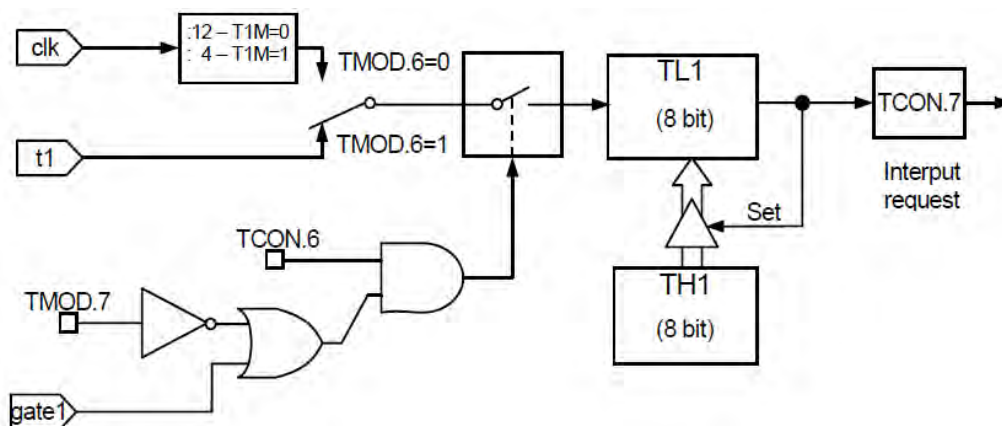 clk
:12 – T1M=0
: 4 – T1M=1
TMOD.6=0
TL1
(8 bit)
TCON.7
t1
TMOD.6=1
Interput
request
Set
TCON.6
TH1
(8 bit)
TMOD.7
gate1